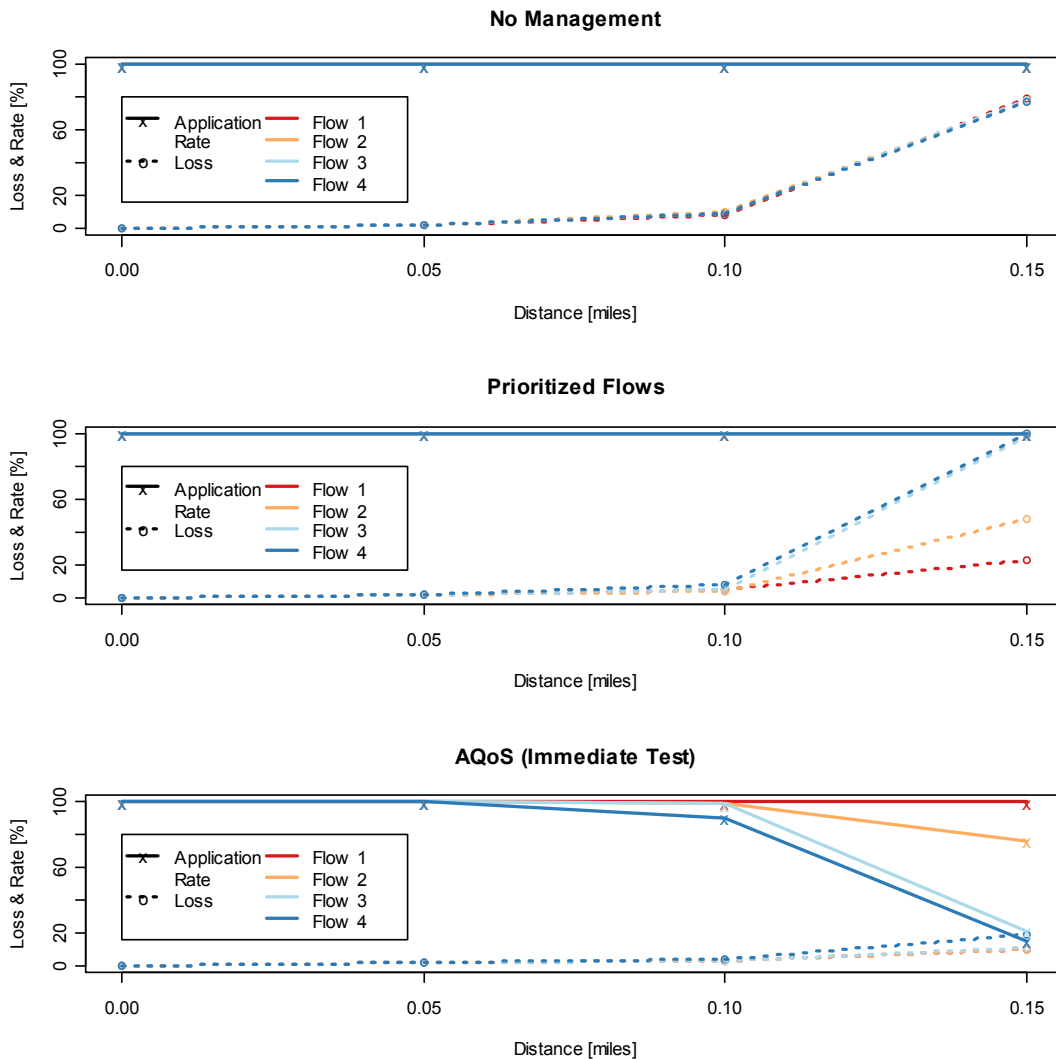 No Management
Loss & Rate [%]
100
60
20
0
x Application Flow 1
Rate Flow 2
Loss Flow 3
Flow 4
0.00 0.05 0.10 0.15
Distance [miles]
Prioritized Flows
Loss & Rate [%]
100
60
20
0
x Application Flow 1
Rate Flow 2
Loss Flow 3
Flow 4
0.00 0.05 0.10 0.15
Distance [miles]
AQoS (Immediate Test)
Loss & Rate [%]
100
60
20
0
x Application Flow 1
Rate Flow 2
Loss Flow 3
Flow 4
0.00 0.05 0.10 0.15
Distance [miles]